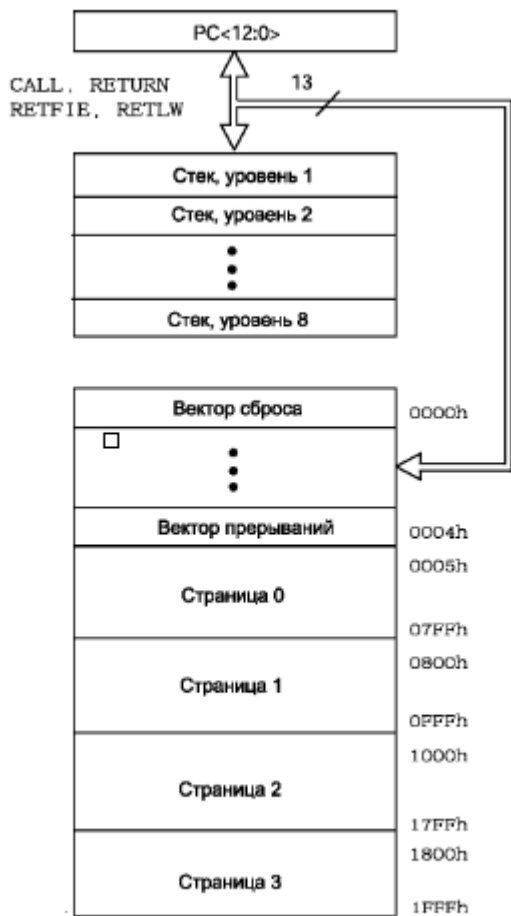 PC<12:0>
CALL, RETURN
RETFIE, RETLW
13
Стек, уровень 1
Стек, уровень 2
Стек, уровень 8
Вектор сброса
0000h
Вектор прерываний
0004h
0005h
Страница 0
07FFh
0800h
Страница 1
0FFFh
1000h
Страница 2
17FFh
1800h
Страница 3
1FFFh